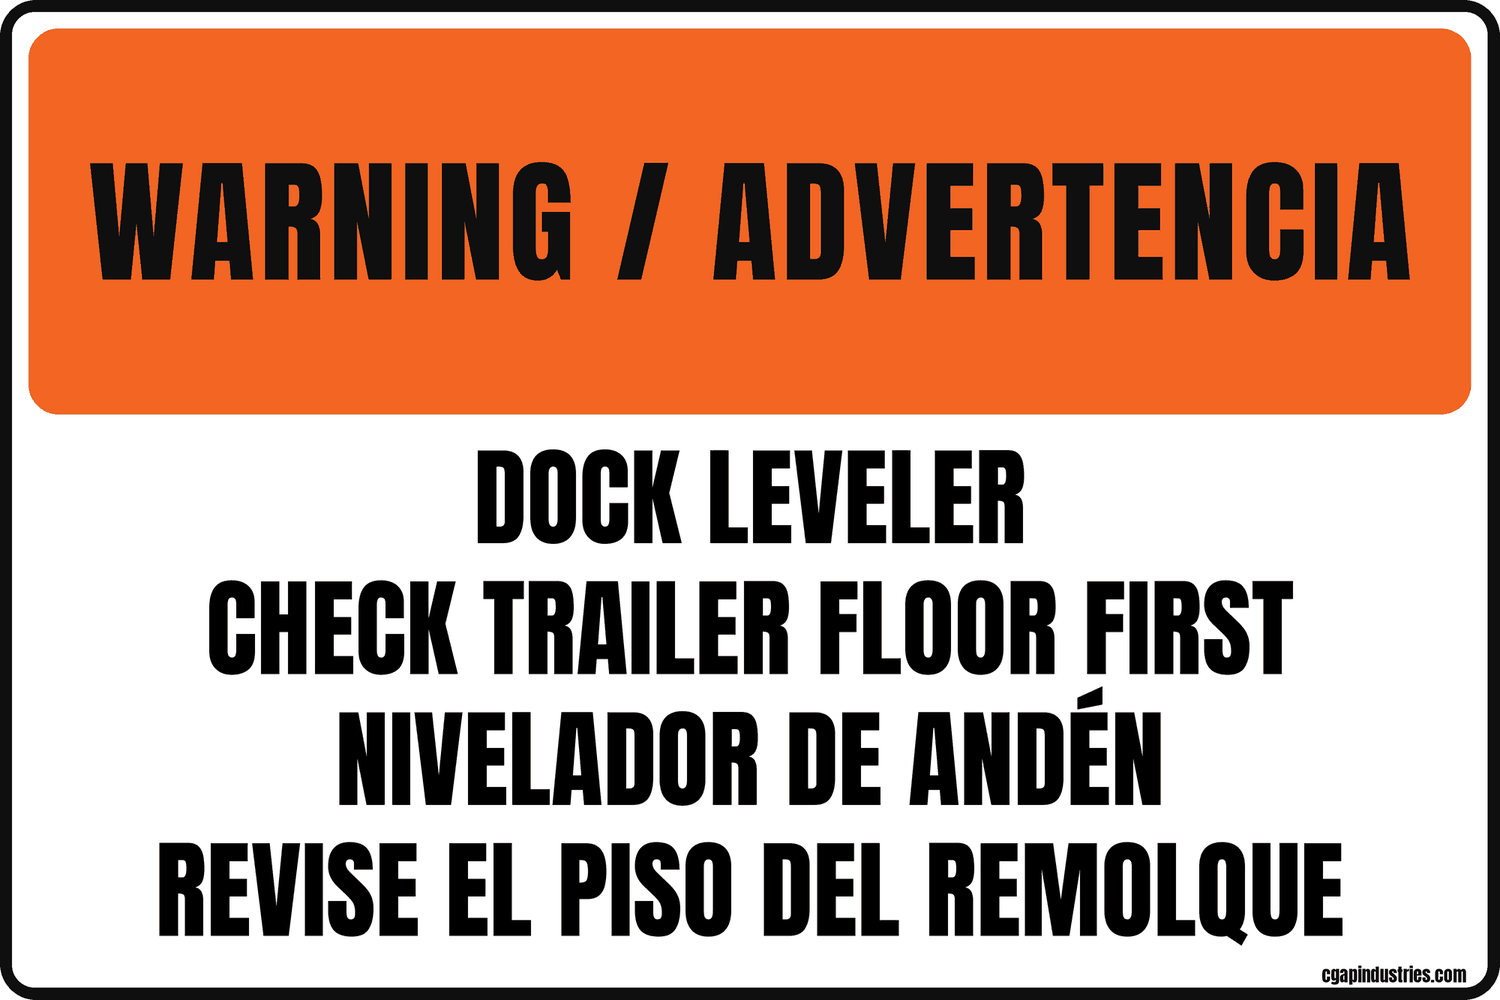 WARNING / ADVERTENCIA
DOCK LEVELER
CHECK TRAILER FLOOR FIRST
NIVELADOR DE ANDÉN
REVISE EL PISO DEL REMOLQUE
cgapindustries.com